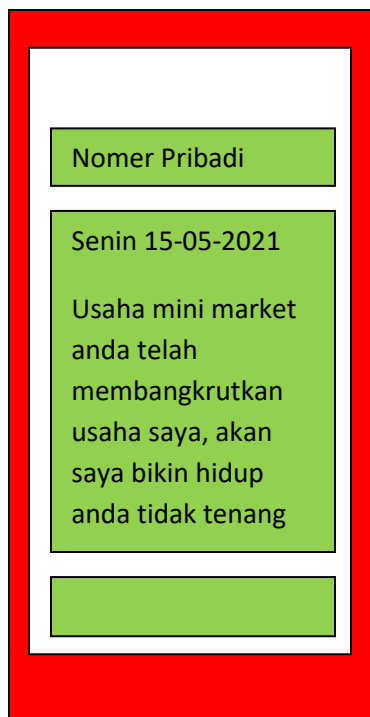 Nomer Pribadi
Senin 15-05-2021
Usaha mini market
anda telah
membangkrutkan
usaha saya, akan
saya bikin hidup
anda tidak tenang